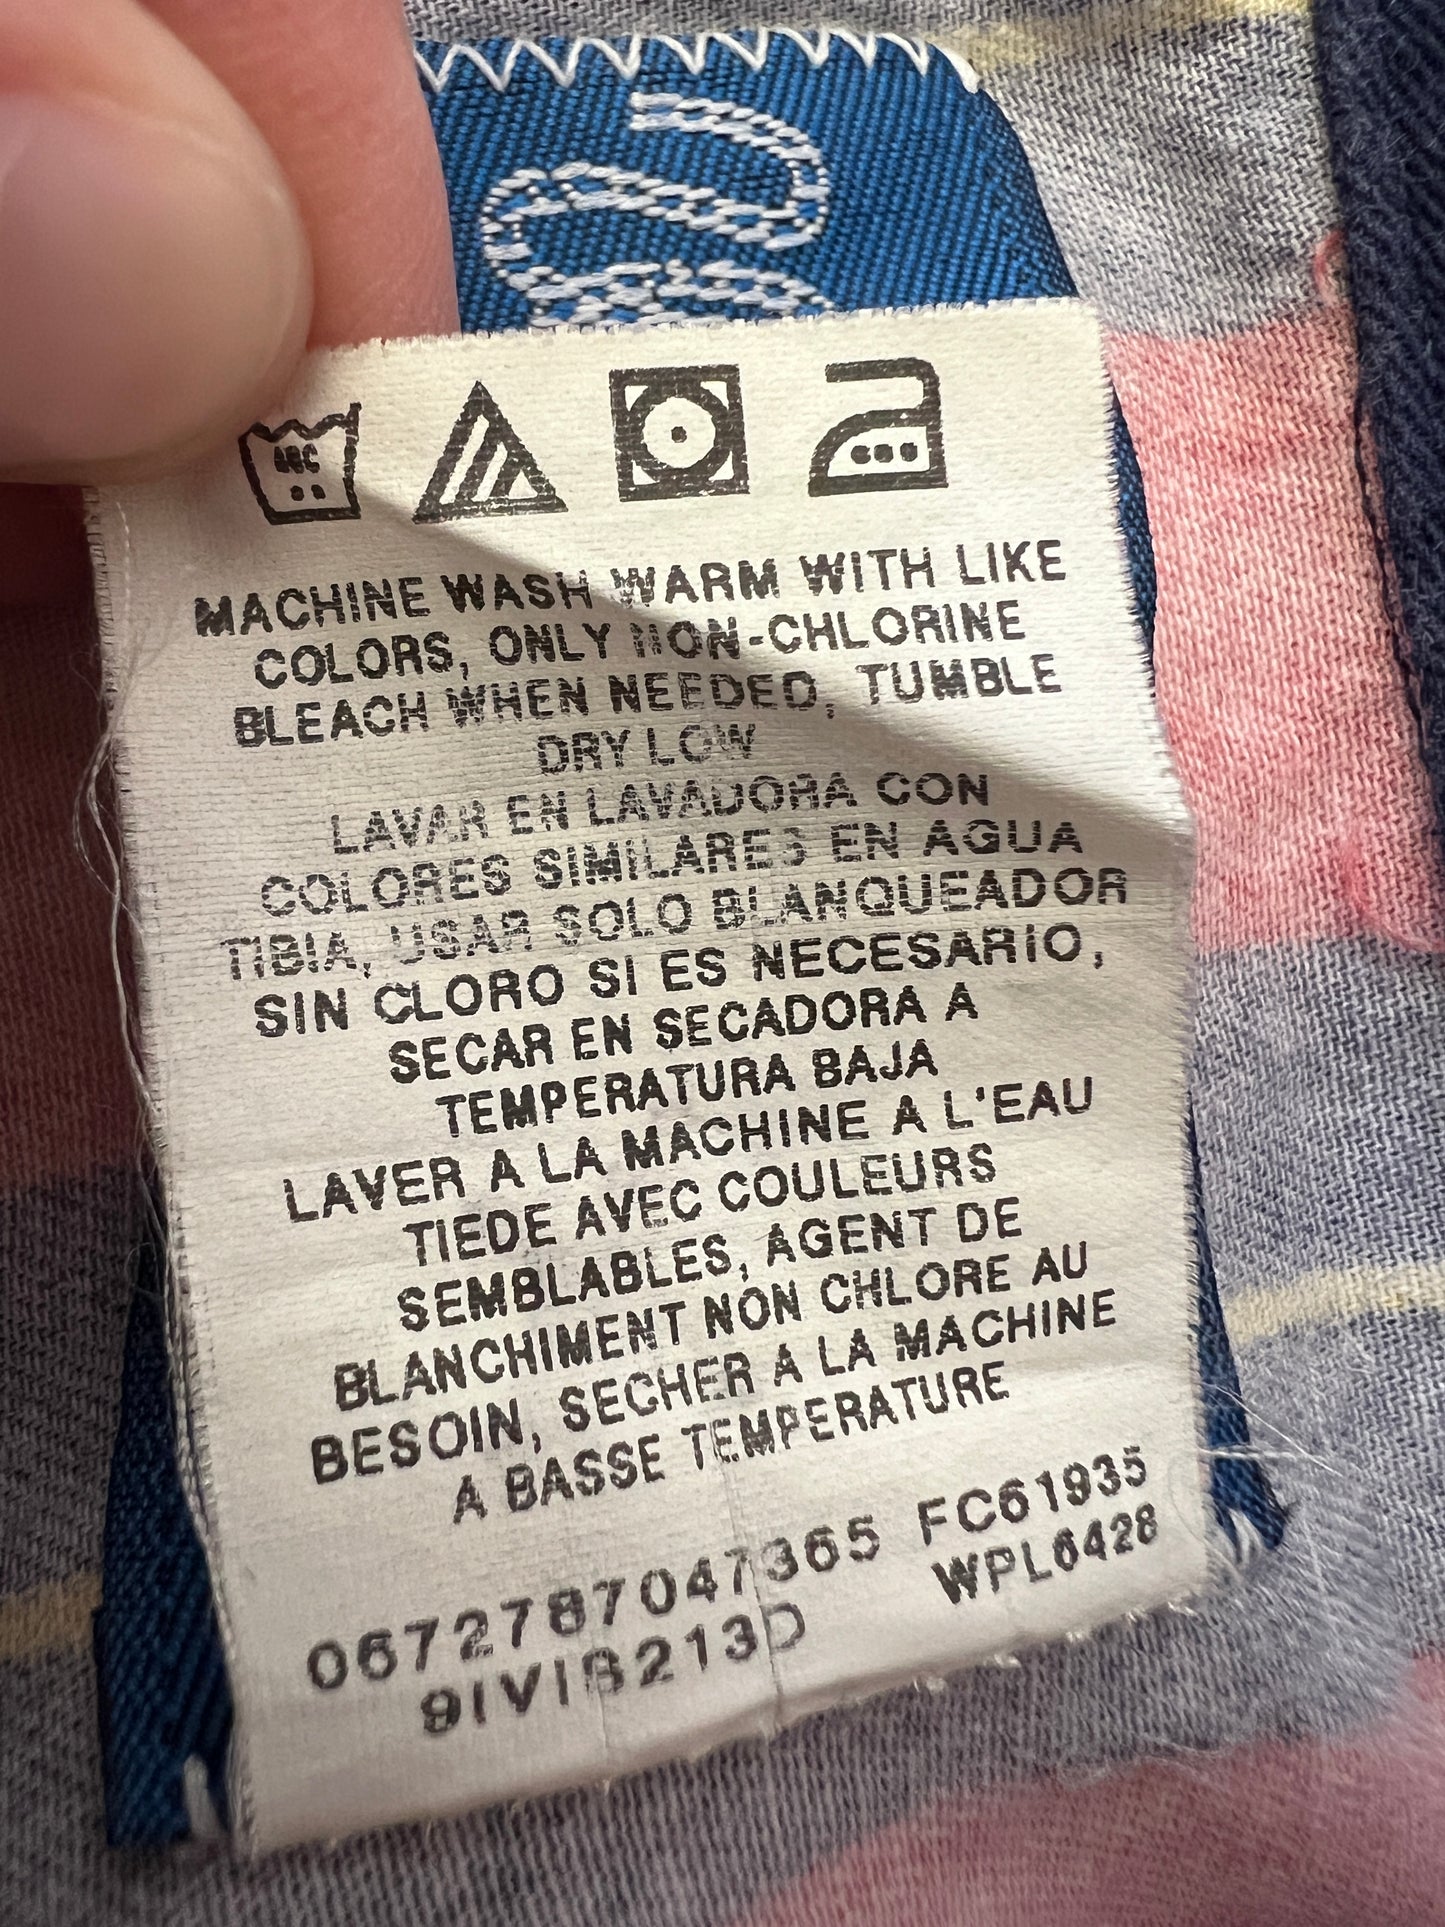 MACHINE WASH WARM WITH LIKE
COLORS, ONLY NON-CHLORINE
BLEACH WHEN NEEDED, TUMBLE
DRY LOW
LAVAR EN LAVADORA CON
COLORES SIMILARES EN AGUA
TIBIA, USAR SOLO BLANQUEADOR
SIN CLORO SI ES NECESARIO,
SECAR EN SECADORA A
TEMPERATURA BAJA
LAVER A LA MACHINE A L'EAU
TIEDE AVEC COULEURS
SEMBLABLES, AGENT DE
BLANCHIMENT NON CHLORE AU
BESOIN, SECHER A LA MACHINE
A BASSE TEMPERATURE
0672787047365 FC61935
9IVIB213D WPL6428